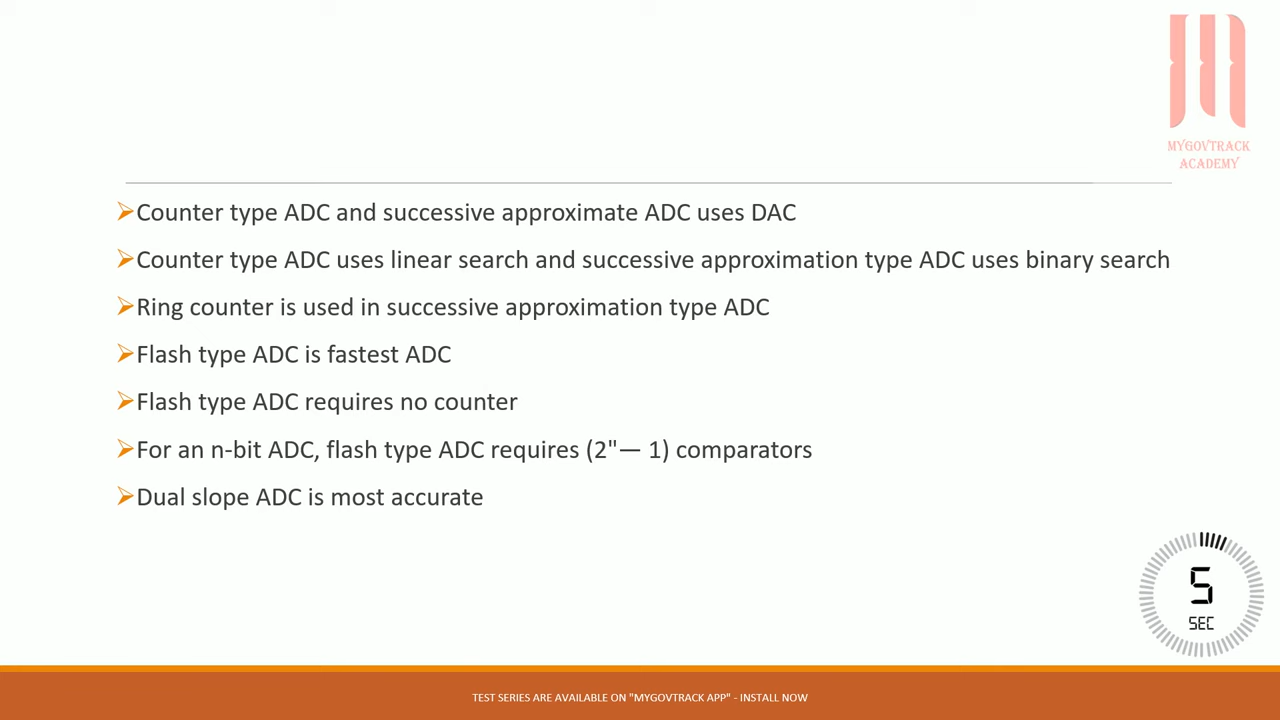 MYGOVTRACK
ACADEMY
Counter type ADC and successive approximate ADC uses DAC
Counter type ADC uses linear search and successive approximation type ADC uses binary search
Ring counter is used in successive approximation type ADC
Flash type ADC is fastest ADC
Flash type ADC requires no counter
For an n-bit ADC, flash type ADC requires (2"— 1) comparators
Dual slope ADC is most accurate
5
SEC
TEST SERIES ARE AVAILABLE ON "MYGOVTRACK APP" - INSTALL NOW